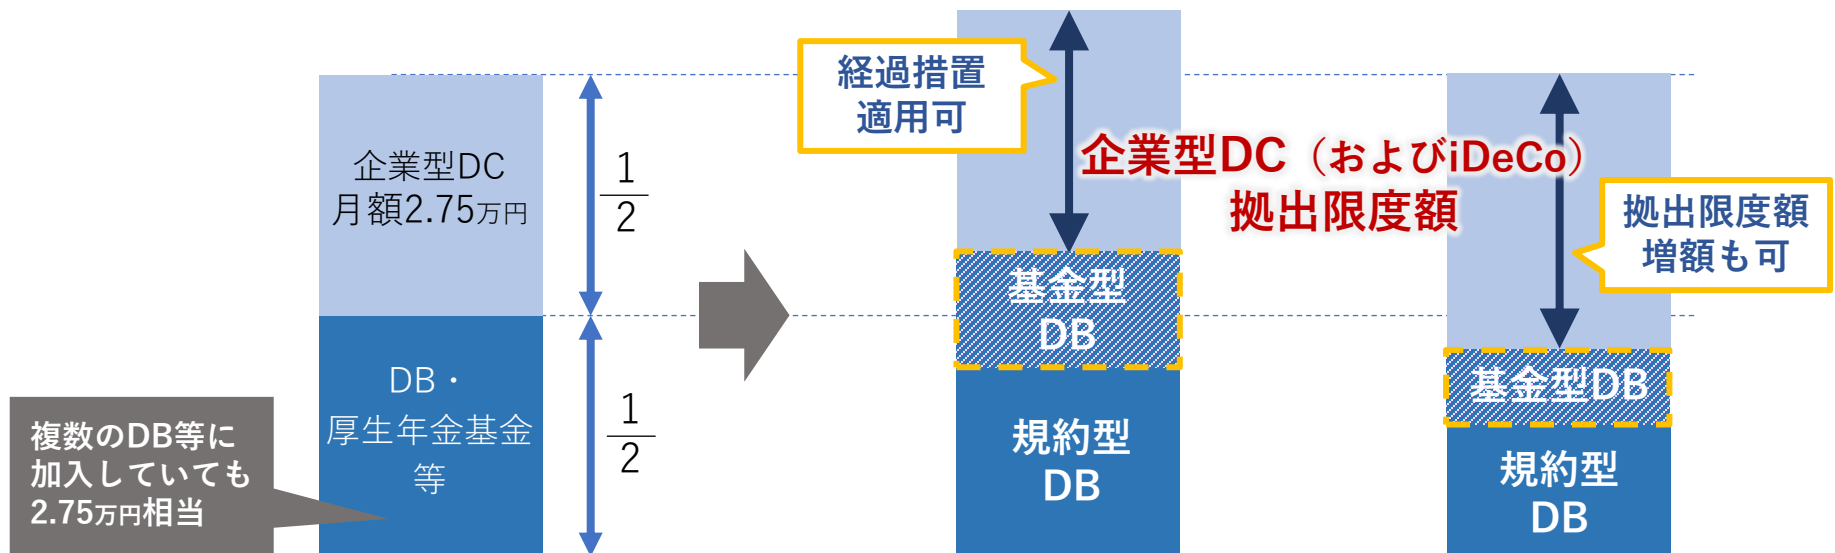 企業型DC
月額2.75万円
1
2
DB・
厚生年金基金
等
1
2
複数のDB等に
加入していても
2.75万円相当
経過措置
適用可
企業型DC（およびiDeCo）
拠出限度額
基金型
DB
規約型
DB
拠出限度額
増額も可
基金型DB
規約型
DB